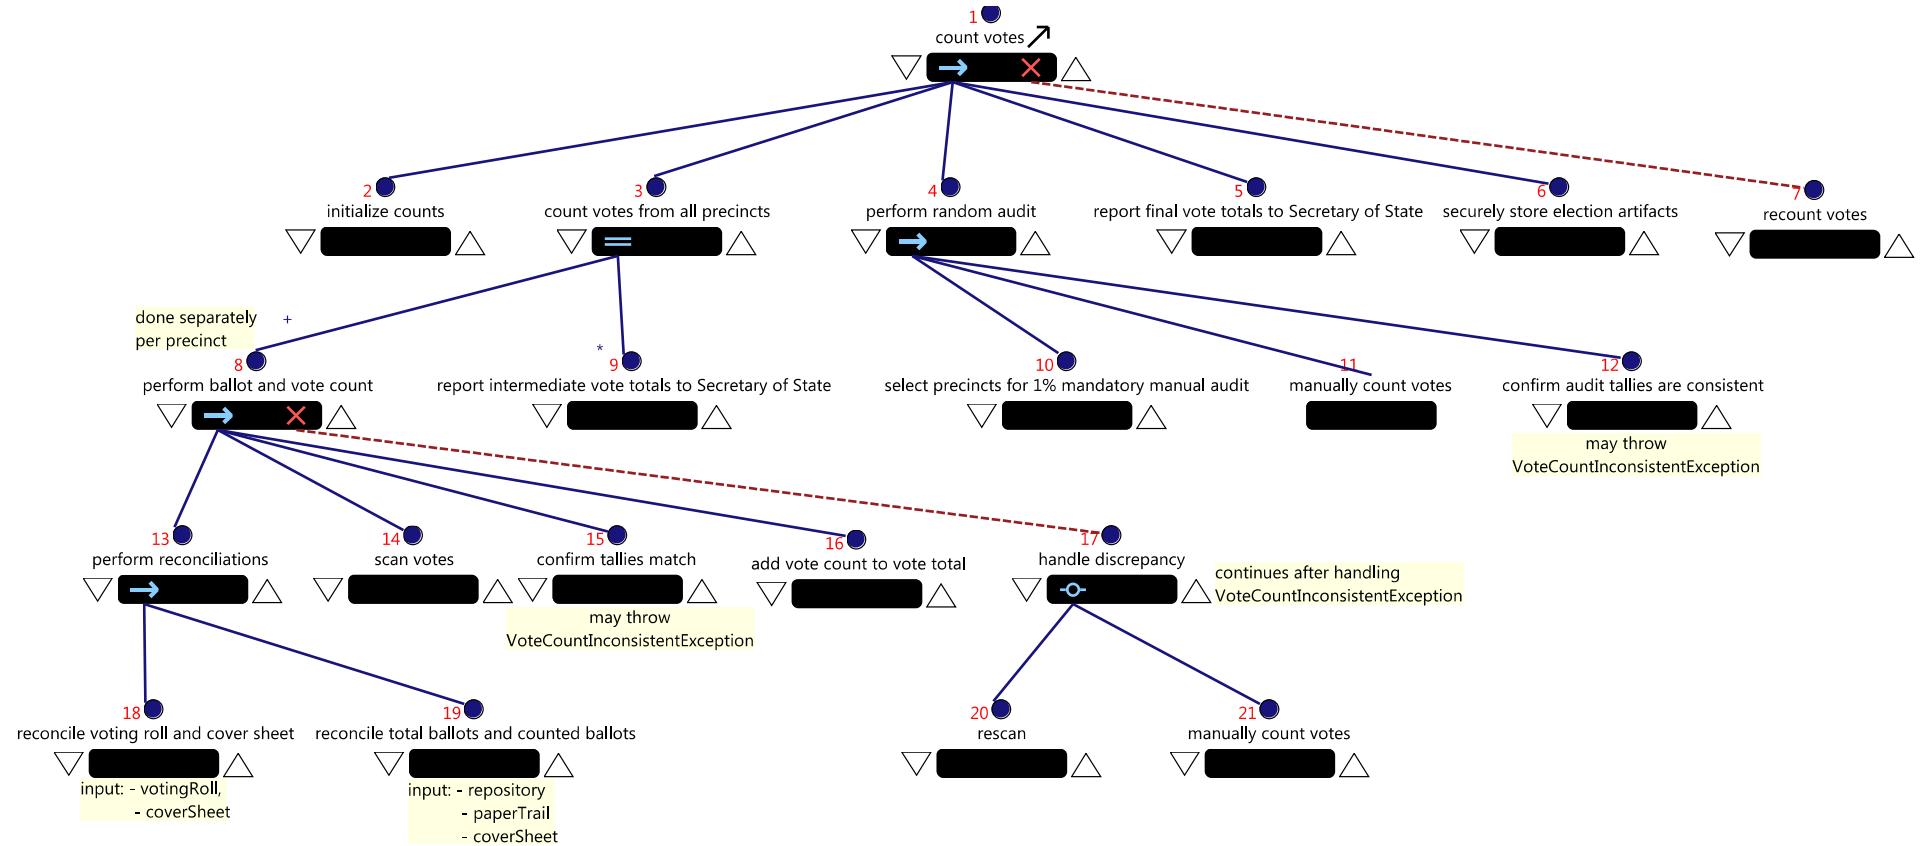 1
count votes
2
initialize counts
3
count votes from all precincts
4
perform random audit
5
report final vote totals to Secretary of State
6
securely store election artifacts
7
recount votes
done separately
per precinct
+
8
perform ballot and vote count
*
9
report intermediate vote totals to Secretary of State
10
select precincts for 1% mandatory manual audit
11
manually count votes
12
confirm audit tallies are consistent
may throw
VoteCountInconsistentException
13
perform reconciliations
14
scan votes
15
confirm tallies match
may throw
VoteCountInconsistentException
16
add vote count to vote total
17
handle discrepancy
continues after handling
VoteCountInconsistentException
18
reconcile voting roll and cover sheet
input: - votingRoll,
- coverSheet
19
reconcile total ballots and counted ballots
input: - repository
- paperTrail
- coverSheet
20
rescan
21
manually count votes